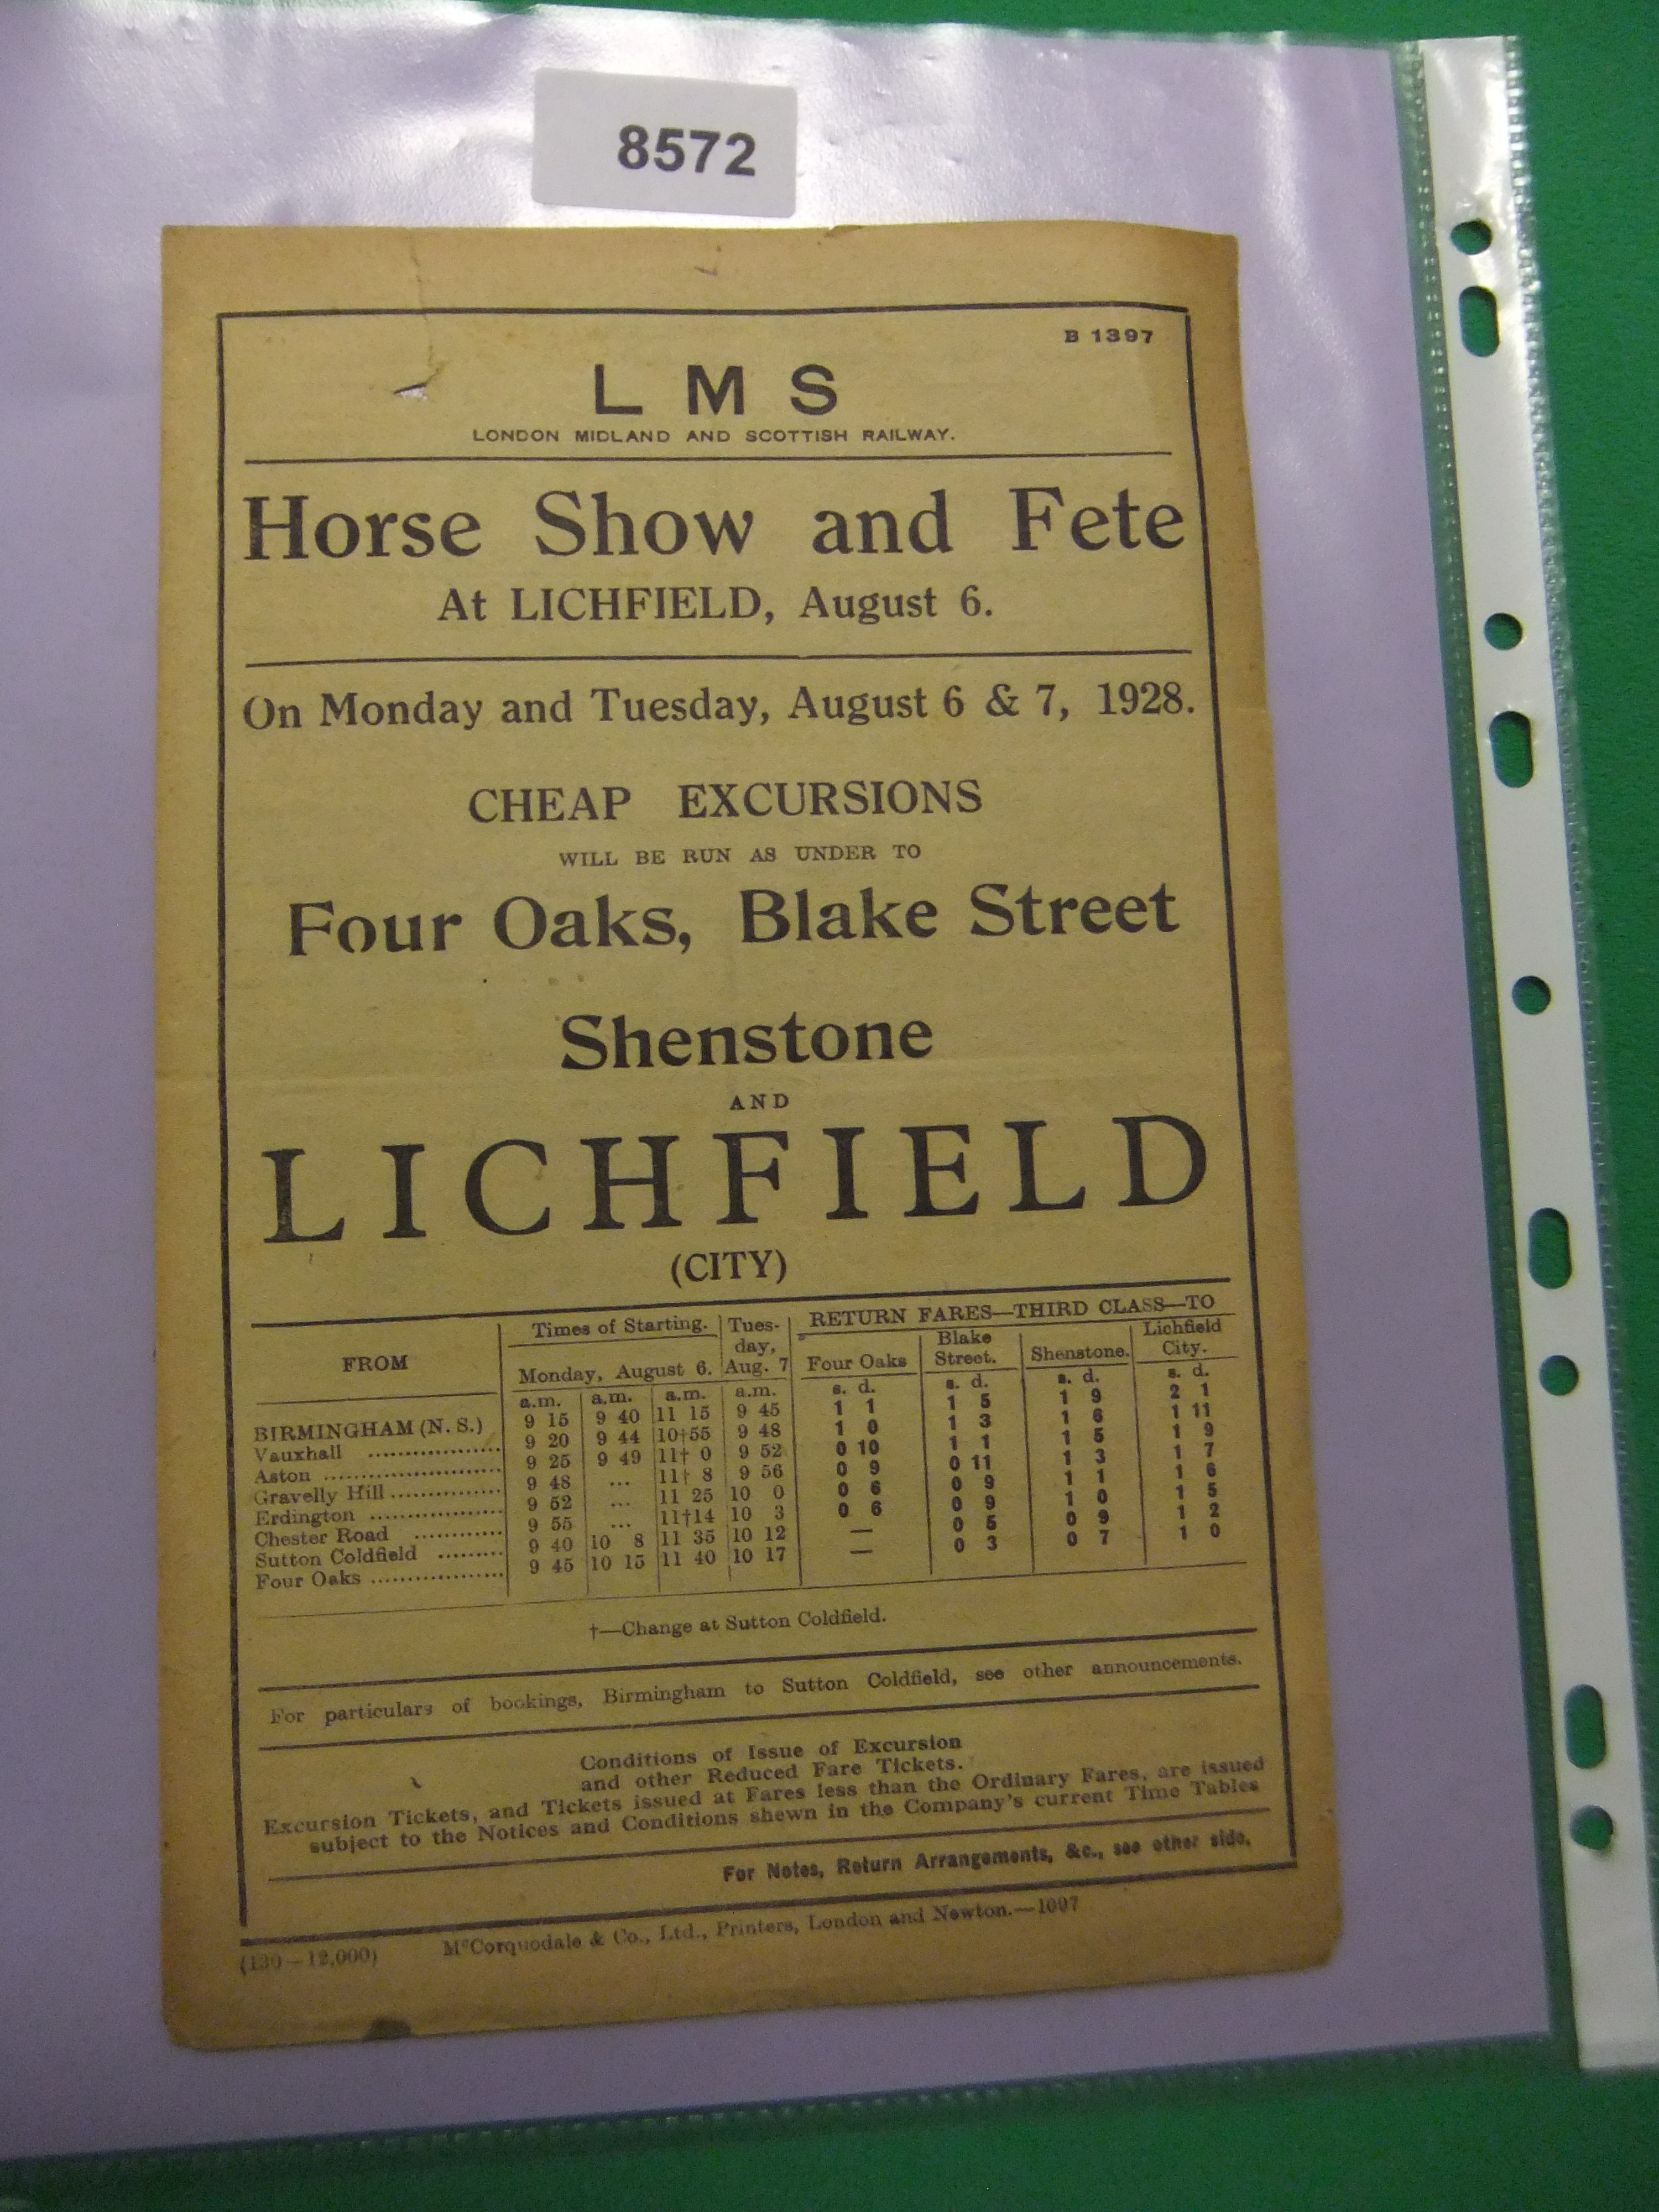 8572
B 1397
L M S
LONDON MIDLAND AND SCOTTISH RAILWAY.
Horse Show and Fete
At LICHFIELD, August 6.
On Monday and Tuesday, August 6 & 7, 1928.
CHEAP EXCURSIONS
WILL BE RUN AS UNDER TO
Four Oaks, Blake Street
Shenstone
AND
LICHFIELD
(CITY)
FROM Times of Starting. Tues-day, Aug. 7 RETURN FARES—THIRD CLASS—TO
Monday, August 6. Four Oaks Blake Street. Shenstone. Lichfield City.
a.m. a.m. a.m. a.m. s. d. s. d. s. d. s. d.
BIRMINGHAM (N. S.) 9 15 9 40 11 15 9 45 1 1 1 5 1 9 2 1
Vauxhall .................... 9 20 9 44 10†55 9 48 1 0 1 3 1 6 1 11
Aston .......................... 9 25 9 49 11† 0 9 52 0 10 1 1 1 5 1 9
Gravelly Hill ................ 9 48 ... 11† 8 9 56 0 9 0 11 1 3 1 7
Erdington .................... 9 52 ... 11 25 10 0 0 6 0 9 1 1 1 6
Chester Road ............. 9 55 ... 11†14 10 3 0 6 0 9 1 0 1 5
Sutton Coldfield ......... 9 40 10 8 11 35 10 12 — 0 5 0 9 1 2
Four Oaks .................... 9 45 10 15 11 40 10 17 — 0 3 0 7 1 0
†—Change at Sutton Coldfield.
For particulars of bookings, Birmingham to Sutton Coldfield, see other announcements.
Conditions of Issue of Excursion
and other Reduced Fare Tickets.
Excursion Tickets, and Tickets issued at Fares less than the Ordinary Fares, are issued
subject to the Notices and Conditions shewn in the Company's current Time Tables
For Notes, Return Arrangements, &c., see other side.
(130—12,000) McCorquodale & Co., Ltd., Printers, London and Newton.—1097